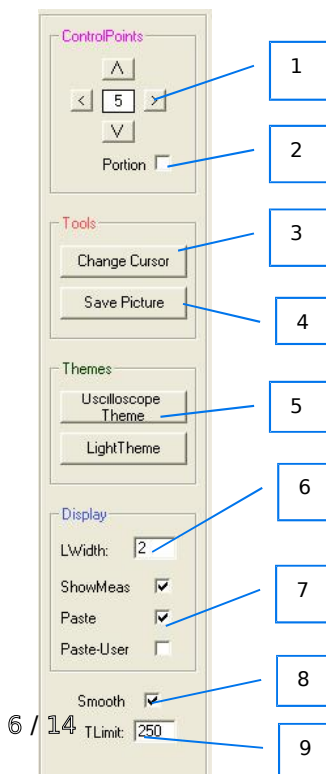 ControlPoints
^
< 5 >
V
Portion
Tools
Change Cursor
Save Picture
Themes
Uscilloscope
Theme
LightTheme
Display
LWidth: 2
ShowMeas
Paste
Paste-User
Smooth
TLimit: 250
6 / 14
1
2
3
4
5
6
7
8
9